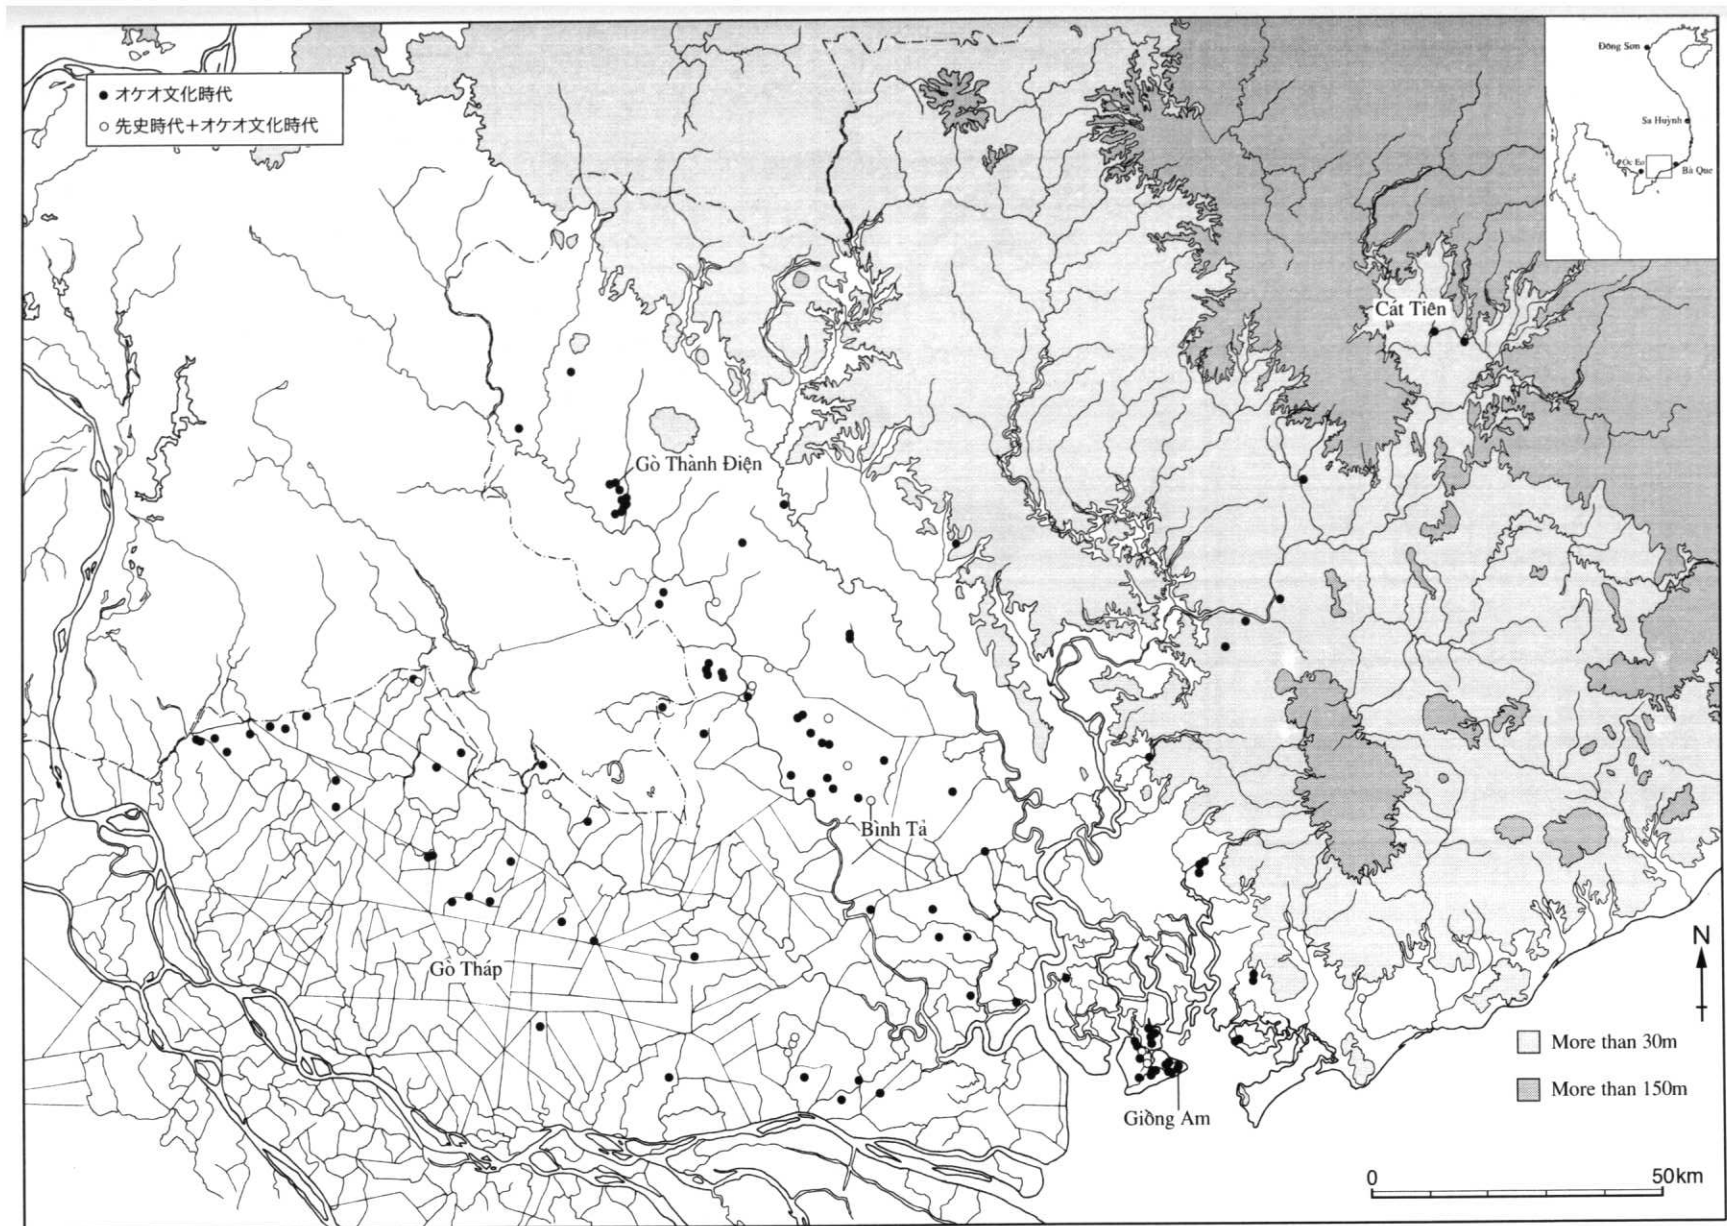 オケオ文化時代
先史時代+オケオ文化時代
Đông Sơn
Sa Huỳnh
Óc Eo
Bà Que
Cát Tiên
Gò Thành Điện
Bình Tả
Gò Tháp
Giồng Am
N
More than 30m
More than 150m
0 50km